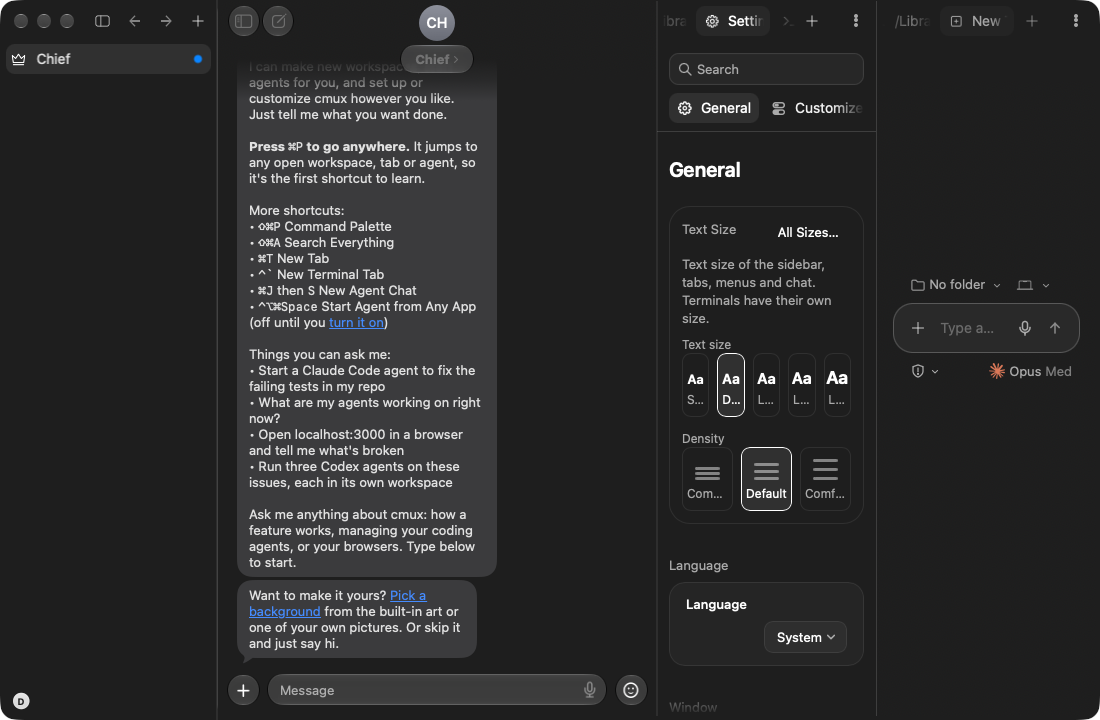 Chief
CH
Chief ›
I can make new
agents for you, and set up or
customize cmux however you like.
Just tell me what you want done.
Press ⌘P to go anywhere. It jumps to
any open workspace, tab or agent, so
it's the first shortcut to learn.
More shortcuts:
• ⇧⌘P Command Palette
• ⇧⌘A Search Everything
• ⌘T New Tab
• ^` New Terminal Tab
• ⌘J then S New Agent Chat
• ^⌥⌘Space Start Agent from Any App
(off until you turn it on)
Things you can ask me:
• Start a Claude Code agent to fix the
failing tests in my repo
• What are my agents working on right
now?
• Open localhost:3000 in a browser
and tell me what's broken
• Run three Codex agents on these
issues, each in its own workspace
Ask me anything about cmux: how a
feature works, managing your coding
agents, or your browsers. Type below
to start.
Want to make it yours? Pick a
background from the built-in art or
one of your own pictures. Or skip it
and just say hi.
Message
D
Settin
Search
General
Customize
General
Text Size
All Sizes...
Text size of the sidebar,
tabs, menus and chat.
Terminals have their own
size.
Text size
Aa Aa Aa Aa Aa
S... D... L... L... L...
Density
Com... Default Comf...
Language
Language
System
Window
/Libra
New
No folder
Type a...
Opus Med